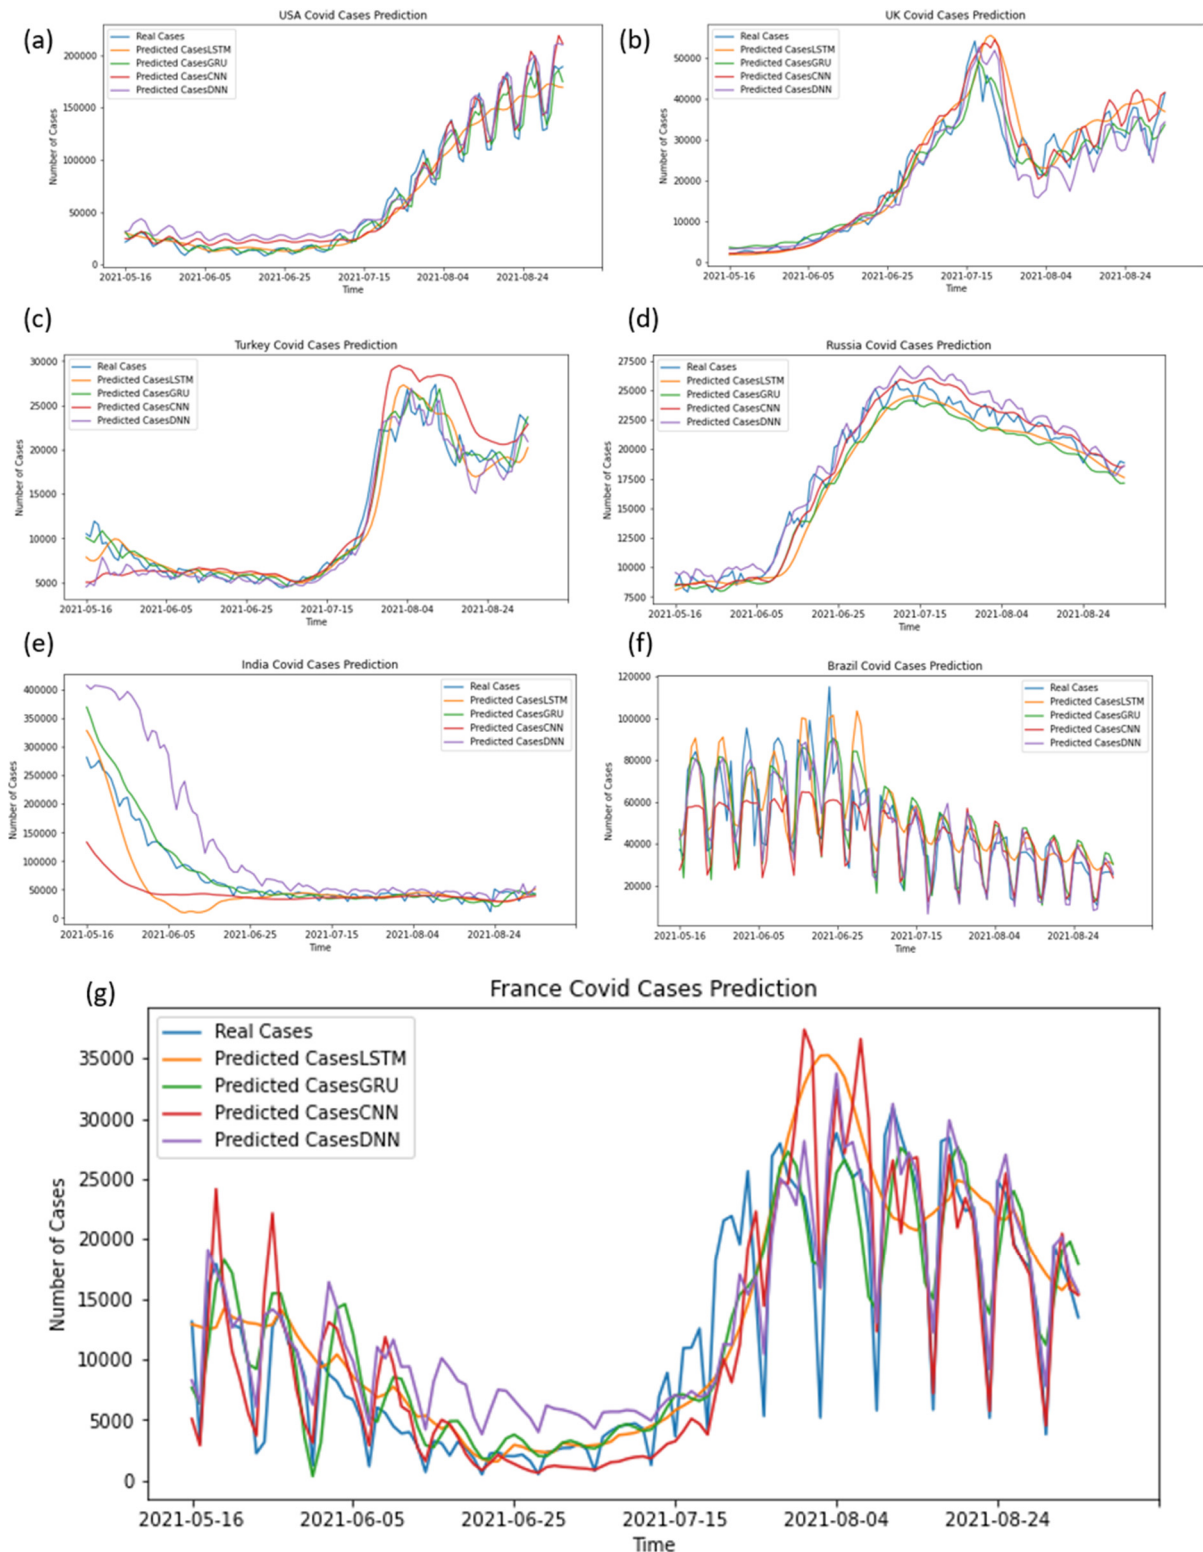 (a)
USA Covid Cases Prediction
Real Cases
Predicted CasesLSTM
Predicted CasesGRU
Predicted CasesCNN
Predicted CasesDNN
Number of Cases
200000
150000
100000
50000
0
2021-05-16 2021-06-05 2021-06-25 2021-07-15 2021-08-04 2021-08-24
Time
(b)
UK Covid Cases Prediction
Real Cases
Predicted CasesLSTM
Predicted CasesGRU
Predicted CasesCNN
Predicted CasesDNN
Number of Cases
50000
40000
30000
20000
10000
0
2021-05-16 2021-06-05 2021-06-25 2021-07-15 2021-08-04 2021-08-24
Time
(c)
Turkey Covid Cases Prediction
Real Cases
Predicted CasesLSTM
Predicted CasesGRU
Predicted CasesCNN
Predicted CasesDNN
Number of Cases
30000
25000
20000
15000
10000
5000
2021-05-16 2021-06-05 2021-06-25 2021-07-15 2021-08-04 2021-08-24
Time
(d)
Russia Covid Cases Prediction
Real Cases
Predicted CasesLSTM
Predicted CasesGRU
Predicted CasesCNN
Predicted CasesDNN
Number of Cases
27500
25000
22500
20000
17500
15000
12500
10000
7500
2021-05-16 2021-06-05 2021-06-25 2021-07-15 2021-08-04 2021-08-24
Time
(e)
India Covid Cases Prediction
Real Cases
Predicted CasesLSTM
Predicted CasesGRU
Predicted CasesCNN
Predicted CasesDNN
Number of Cases
400000
350000
300000
250000
200000
150000
100000
50000
0
2021-05-16 2021-06-05 2021-06-25 2021-07-15 2021-08-04 2021-08-24
Time
(f)
Brazil Covid Cases Prediction
Real Cases
Predicted CasesLSTM
Predicted CasesGRU
Predicted CasesCNN
Predicted CasesDNN
Number of Cases
120000
100000
80000
60000
40000
20000
2021-05-16 2021-06-05 2021-06-25 2021-07-15 2021-08-04 2021-08-24
Time
(g)
France Covid Cases Prediction
Real Cases
Predicted CasesLSTM
Predicted CasesGRU
Predicted CasesCNN
Predicted CasesDNN
Number of Cases
35000
30000
25000
20000
15000
10000
5000
0
2021-05-16 2021-06-05 2021-06-25 2021-07-15 2021-08-04 2021-08-24
Time